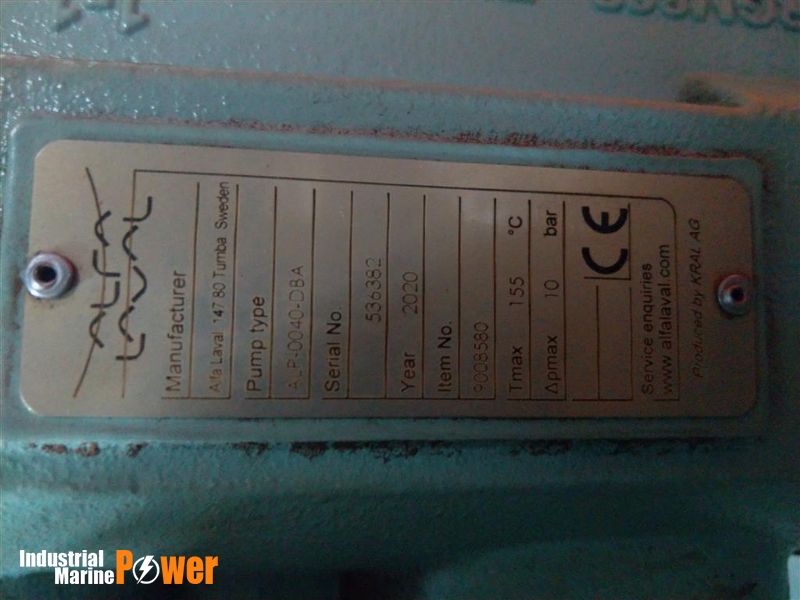 ALFA
LAVAL
Manufacturer
Alfa Laval 147 80 Tumba Sweden
Pump type
ALP-0040-DBA
Serial No.
536382
Year 2020
Item No.
9008580
Tmax 155 °C
Δpmax 10 bar
CE
Service enquiries
www.alfalaval.com
Produced by KRAL AG
Industrial
Marine Power